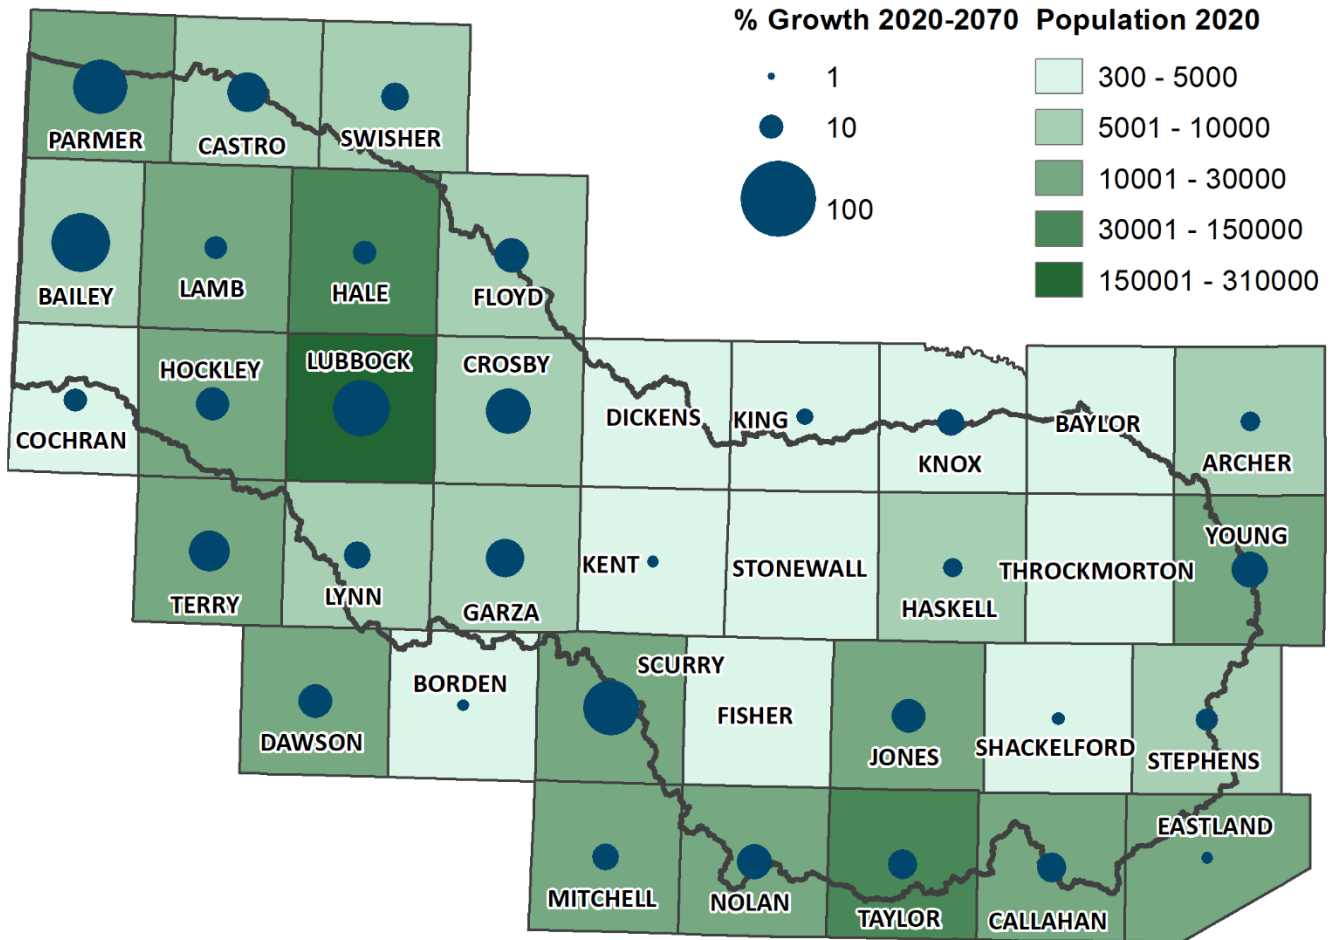 % Growth 2020-2070
1
10
100
Population 2020
300 - 5000
5001 - 10000
10001 - 30000
30001 - 150000
150001 - 310000
PARMER
CASTRO
SWISHER
BAILEY
LAMB
HALE
FLOYD
COCHRAN
HOCKLEY
LUBBOCK
CROSBY
DICKENS
KING
KNOX
BAYLOR
ARCHER
TERRY
LYNN
GARZA
KENT
STONEWALL
HASKELL
THROCKMORTON
YOUNG
DAWSON
BORDEN
SCURRY
FISHER
JONES
SHACKELFORD
STEPHENS
MITCHELL
NOLAN
TAYLOR
CALLAHAN
EASTLAND